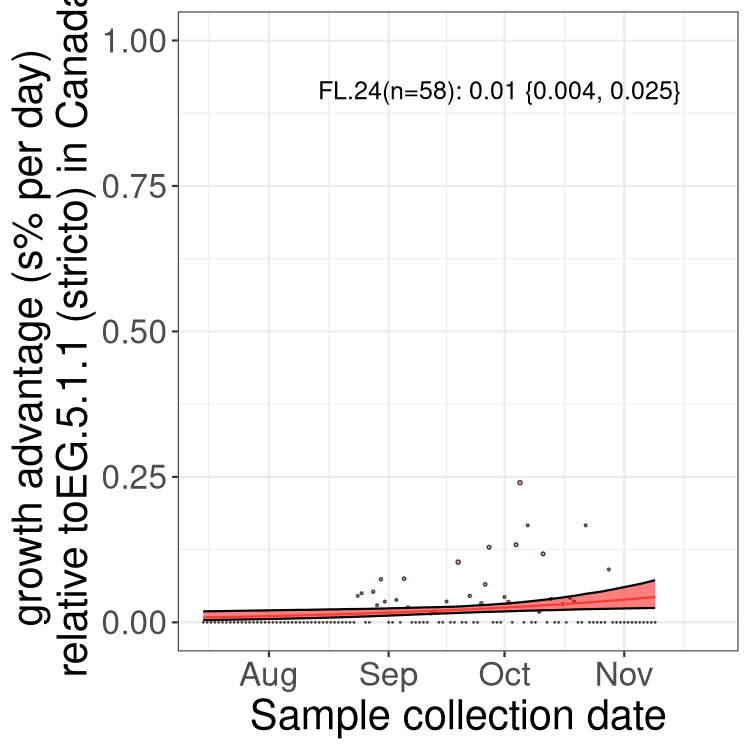 growth advantage (s% per day)
relative toEG.5.1.1 (stricto) in Canada
1.00
0.75
0.50
0.25
0.00
FL.24(n=58): 0.01 {0.004, 0.025}
Aug Sep Oct Nov
Sample collection date